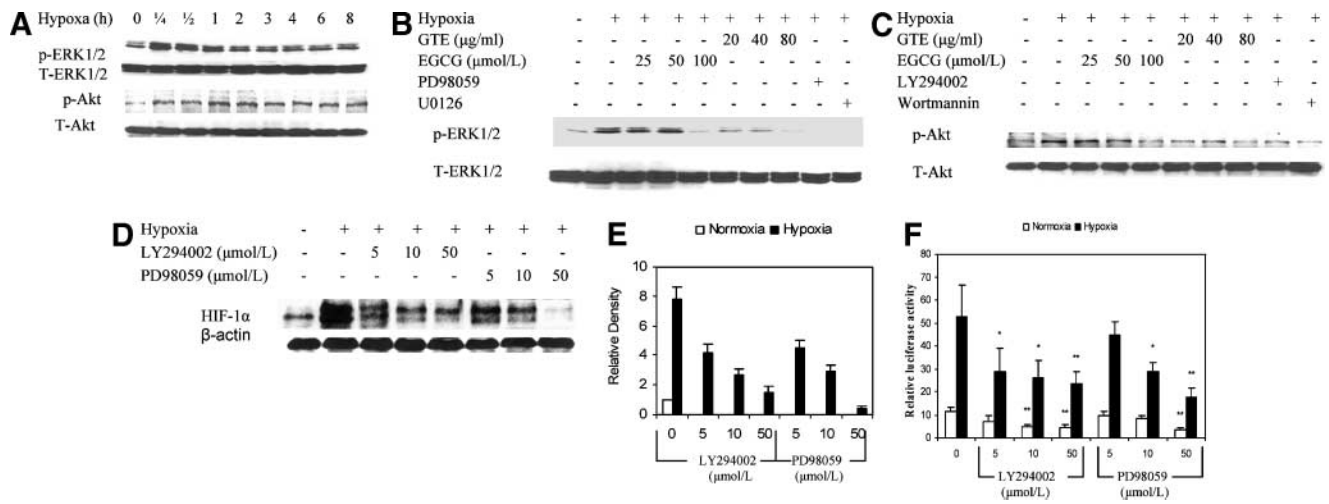 A
Hypoxa (h) 0 ¼ ½ 1 2 3 4 6 8
p-ERK1/2
T-ERK1/2
p-Akt
T-Akt
B
Hypoxia - + + + + + + + + +
GTE (μg/ml) - - - - - 20 40 80 - -
EGCG (μmol/L) - - 25 50 100 - - - - -
PD98059 - - - - - - - - + -
U0126 - - - - - - - - - +
p-ERK1/2
T-ERK1/2
C
Hypoxia - + + + + + + + + +
GTE (μg/ml) - - - - - 20 40 80 - -
EGCG (μmol/L) - - 25 50 100 - - - - -
LY294002 - - - - - - - - + -
Wortmannin - - - - - - - - - +
p-Akt
T-Akt
D
Hypoxia - + + + + + + +
LY294002 (μmol/L) - - 5 10 50 - - -
PD98059 (μmol/L) - - - - - 5 10 50
HIF-1α
β-actin
E
Normoxia Hypoxia
Relative Density
10
8
6
4
2
0
0 5 10 50 5 10 50
LY294002 PD98059
(μmol/L (μmol/L)
F
Normoxia Hypoxia
Relative luciferase activity
80
70
60
50
40
30
20
10
0
* * ** * **
** ** **
0 5 10 50 5 10 50
LY294002 PD98059
(μmol/L) (μmol/L)